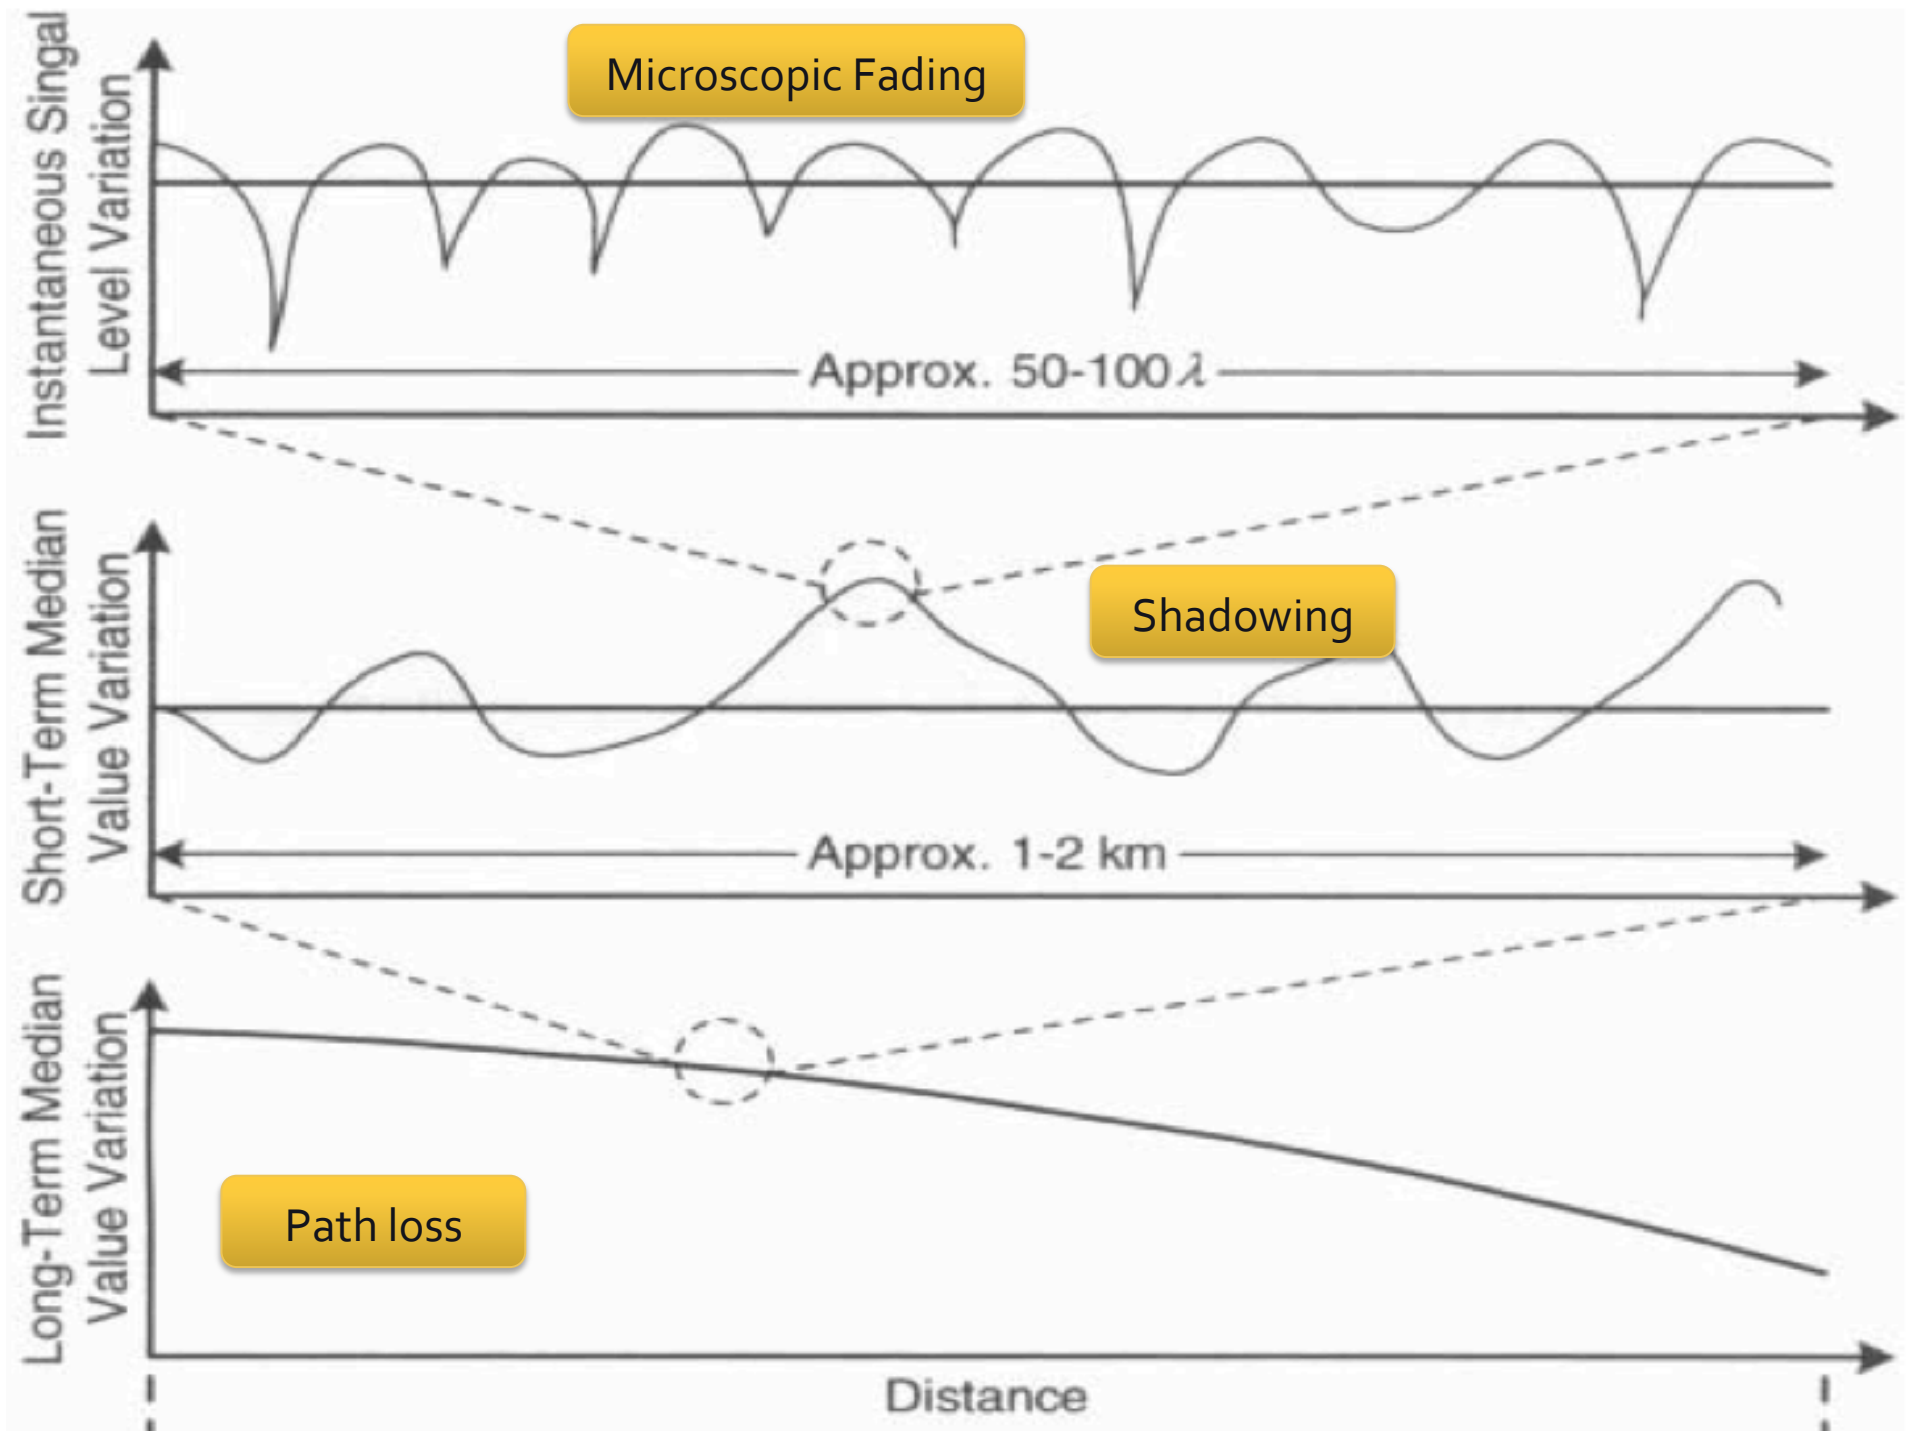 Instantaneous Singal
Level Variation
Microscopic Fading
Approx. 50-100 λ
Short-Term Median
Value Variation
Shadowing
Approx. 1-2 km
Long-Term Median
Value Variation
Path loss
Distance